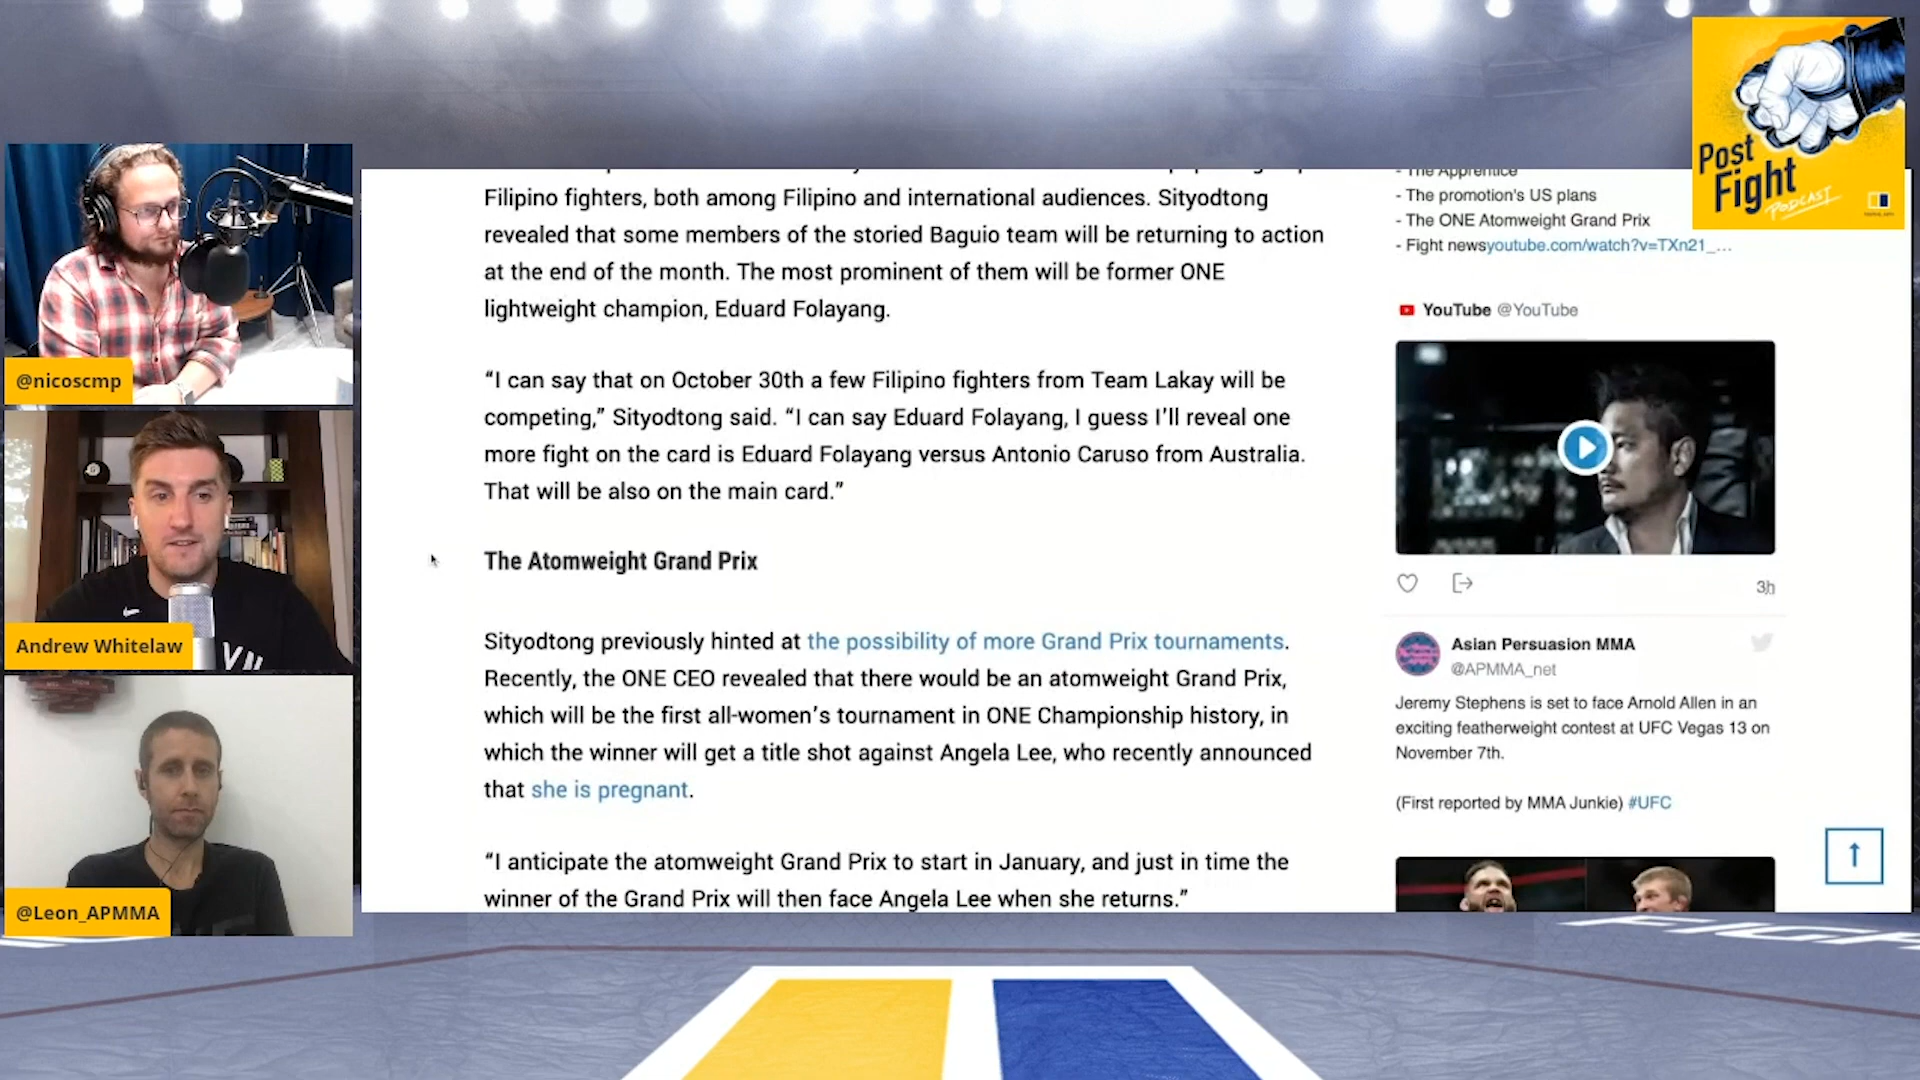 Post
Fight
PODCAST
@nicoscmp
Andrew Whitelaw
@Leon_APMMA
Filipino fighters, both among Filipino and international audiences. Sityodtong
revealed that some members of the storied Baguio team will be returning to action
at the end of the month. The most prominent of them will be former ONE
lightweight champion, Eduard Folayang.
“I can say that on October 30th a few Filipino fighters from Team Lakay will be
competing,” Sityodtong said. “I can say Eduard Folayang, I guess I’ll reveal one
more fight on the card is Eduard Folayang versus Antonio Caruso from Australia.
That will be also on the main card.”
The Atomweight Grand Prix
Sityodtong previously hinted at the possibility of more Grand Prix tournaments.
Recently, the ONE CEO revealed that there would be an atomweight Grand Prix,
which will be the first all-women’s tournament in ONE Championship history, in
which the winner will get a title shot against Angela Lee, who recently announced
that she is pregnant.
“I anticipate the atomweight Grand Prix to start in January, and just in time the
winner of the Grand Prix will then face Angela Lee when she returns.”
- The Apprentice
- The promotion's US plans
- The ONE Atomweight Grand Prix
- Fight newsyoutube.com/watch?v=TXn21_…
YouTube @YouTube
3h
Asian Persuasion MMA
@APMMA_net
Jeremy Stephens is set to face Arnold Allen in an
exciting featherweight contest at UFC Vegas 13 on
November 7th.
(First reported by MMA Junkie) #UFC